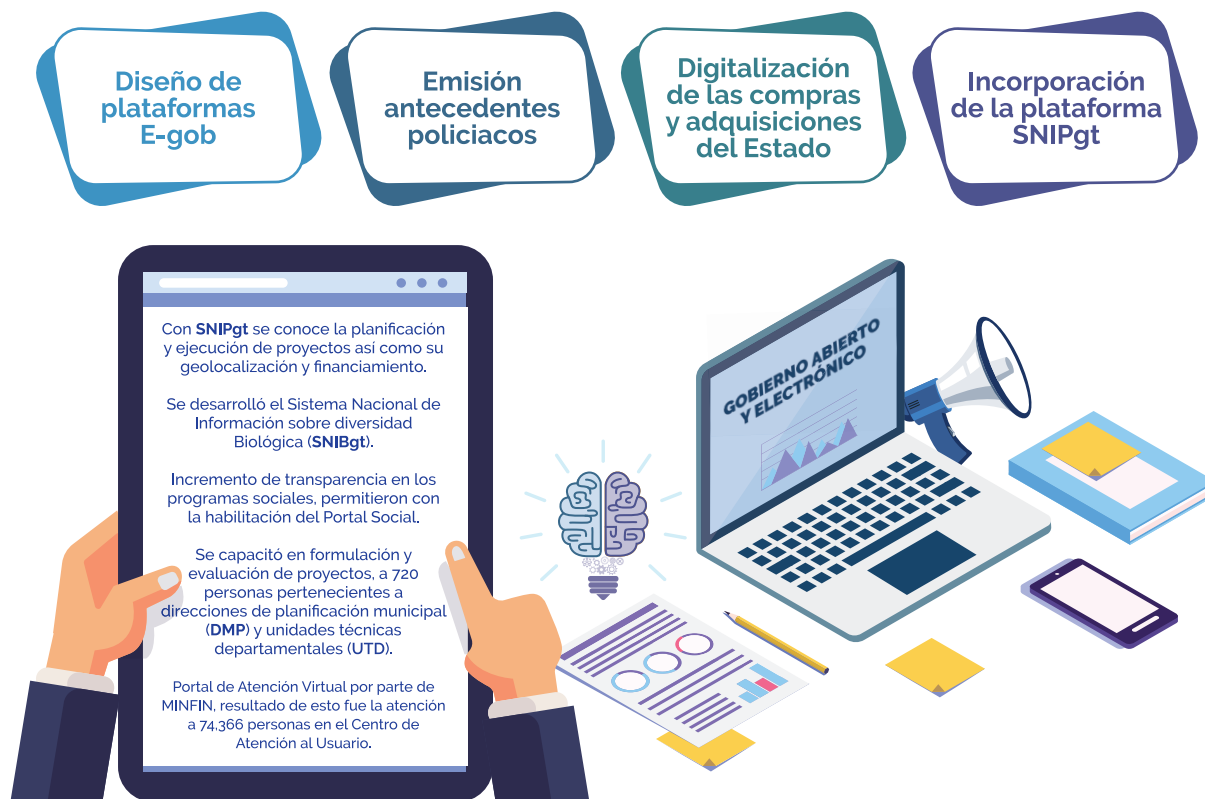 Diseño de
plataformas
E-gob
Emisión
antecedentes
policiacos
Digitalización
de las compras
y adquisiciones
del Estado
Incorporación
de la plataforma
SNIPgt
Con SNIPgt se conoce la planificación
y ejecución de proyectos así como su
geolocalización y financiamiento.
Se desarrolló el Sistema Nacional de
Información sobre diversidad
Biológica (SNIBgt).
Incremento de transparencia en los
programas sociales, permitieron con
la habilitación del Portal Social.
Se capacitó en formulación y
evaluación de proyectos, a 720
personas pertenecientes a
direcciones de planificación municipal
(DMP) y unidades técnicas
departamentales (UTD).
Portal de Atención Virtual por parte de
MINFIN, resultado de esto fue la atención
a 74,366 personas en el Centro de
Atención al Usuario.
GOBIERNO ABIERTO
Y ELECTRÓNICO